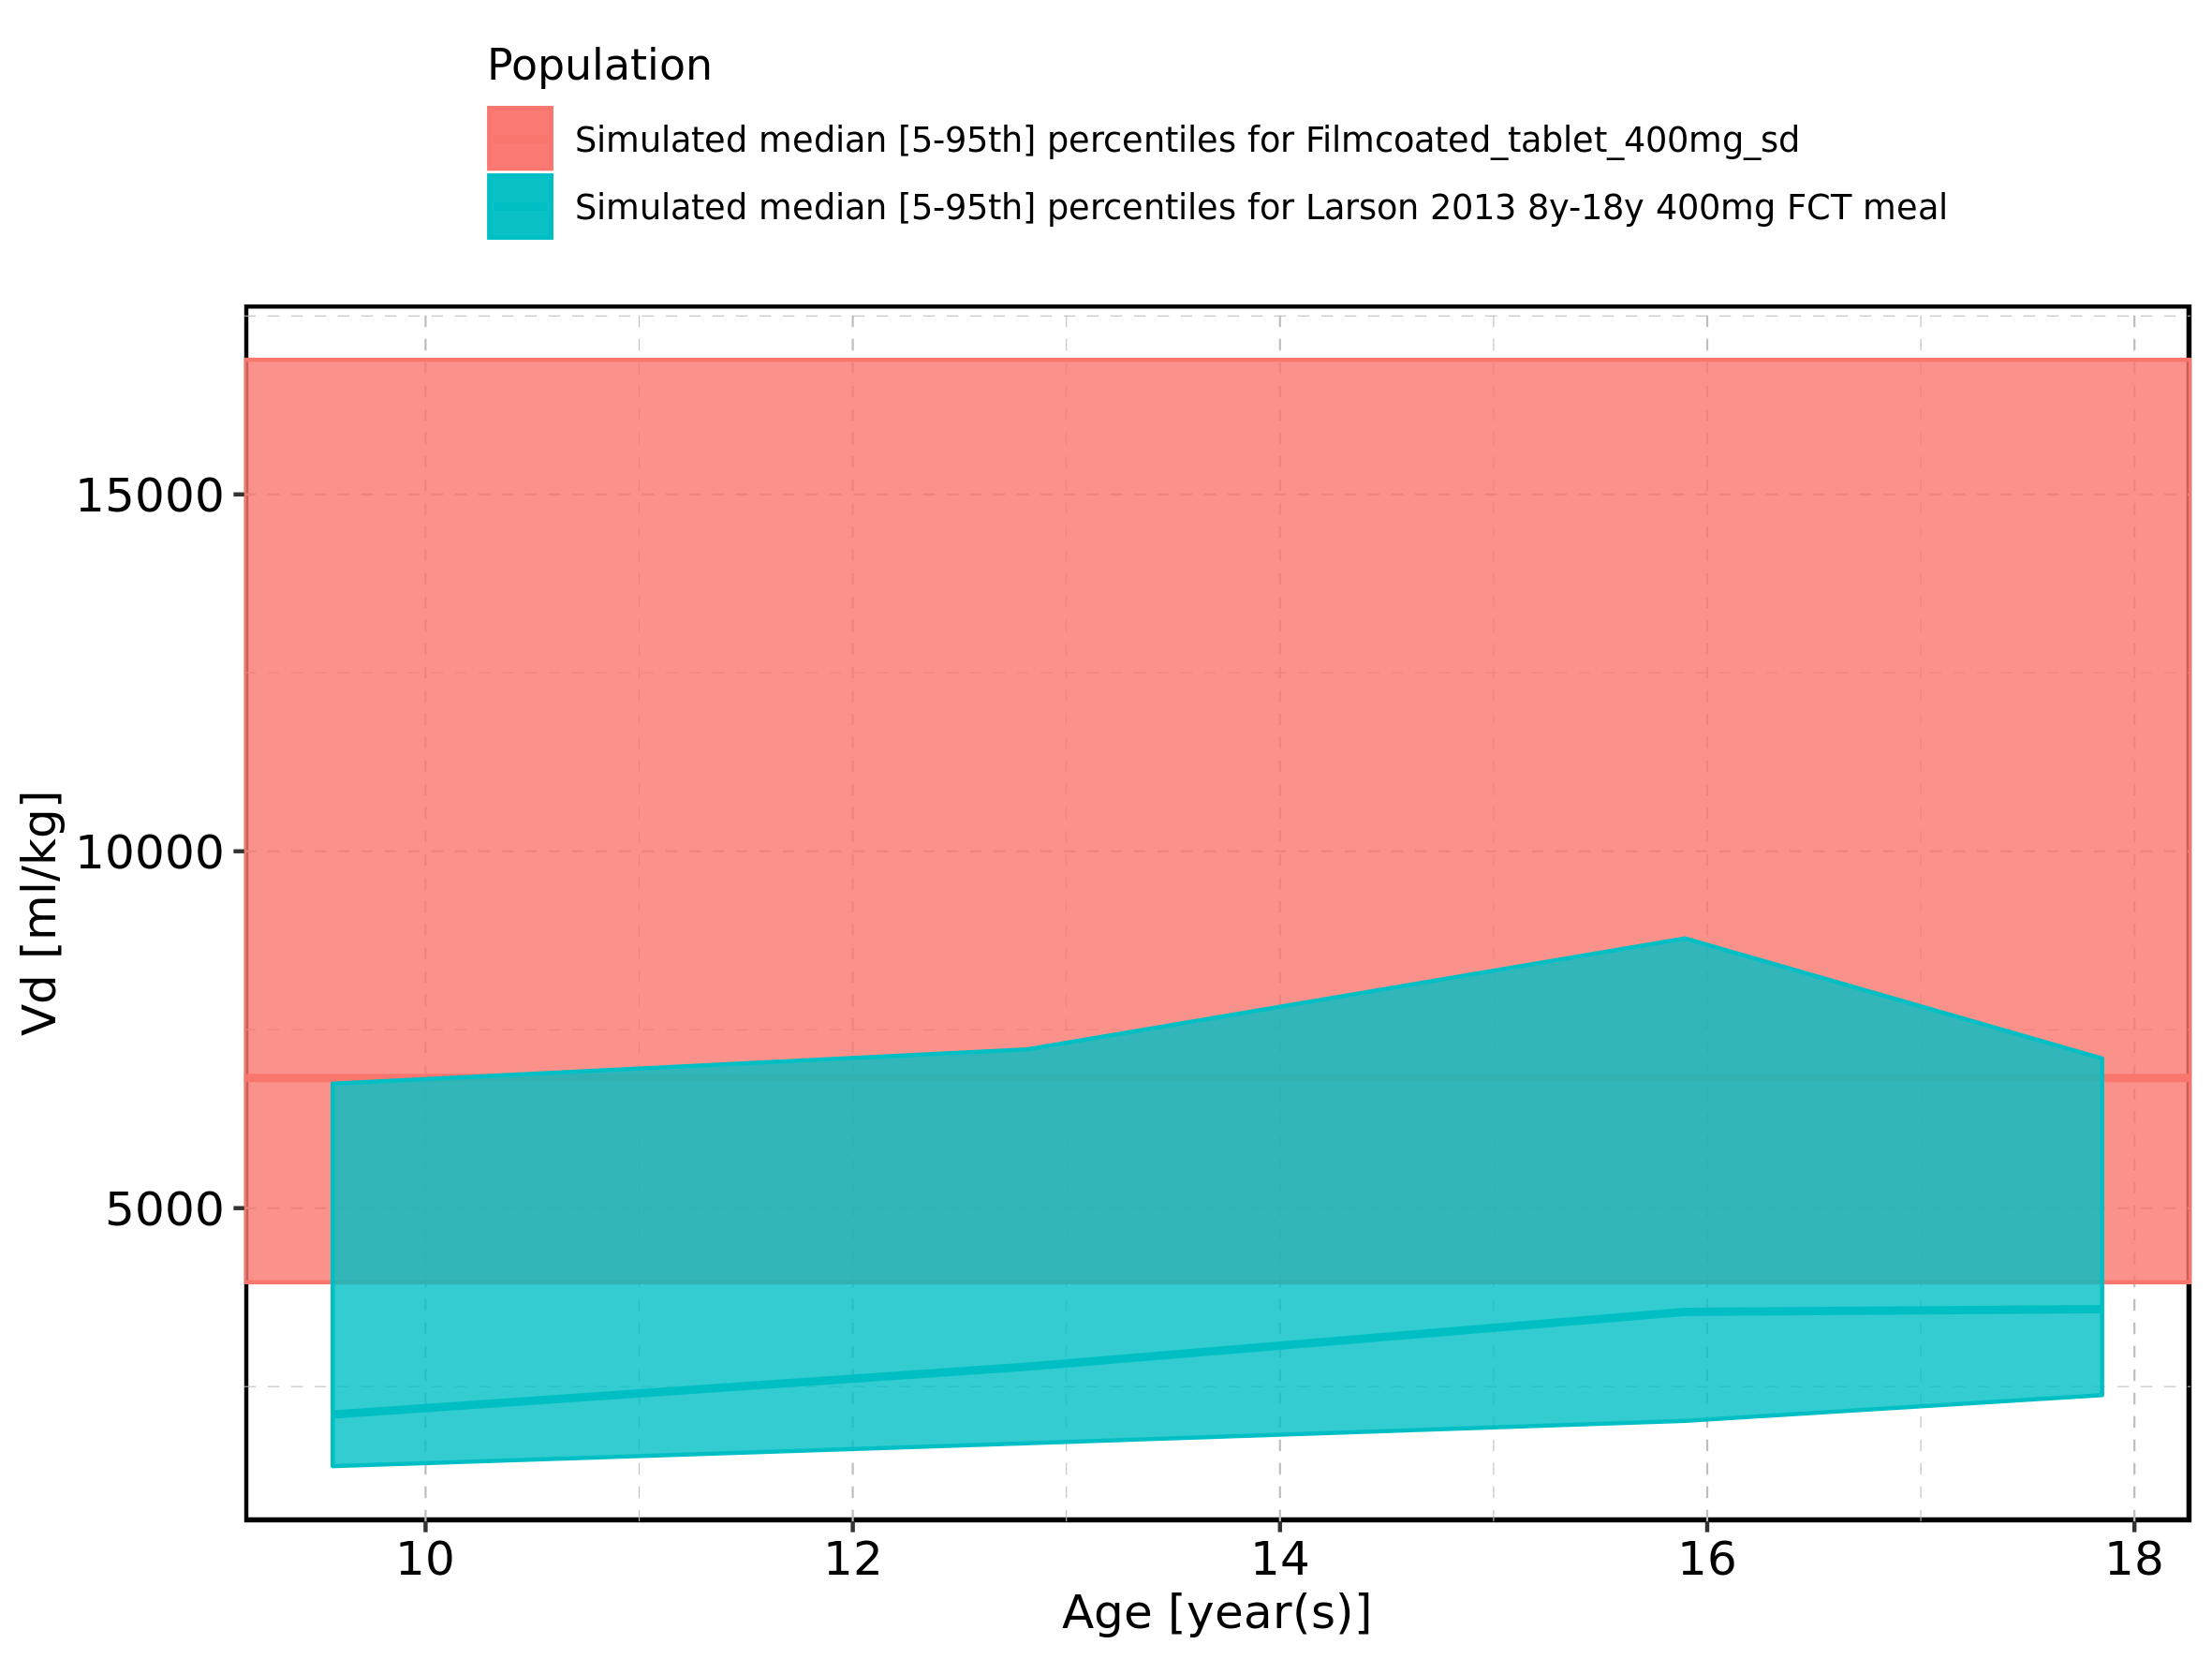 Population
Simulated median [5-95th] percentiles for Filmcoated_tablet_400mg_sd
Simulated median [5-95th] percentiles for Larson 2013 8y-18y 400mg FCT meal
15000
10000
5000
Vd [ml/kg]
10 12 14 16 18
Age [year(s)]